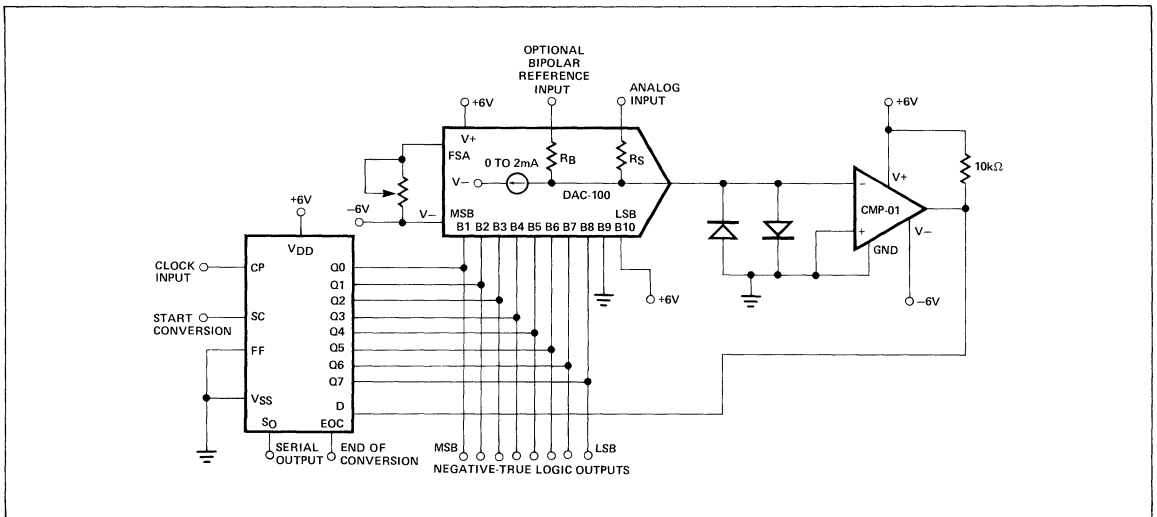 OPTIONAL
BIPOLAR
REFERENCE
INPUT
ANALOG
INPUT
+6V
+6V
V+
FSA
RB
RS
0 TO 2mA
V−
DAC-100
10kΩ
V+
−
CMP-01
+
V−
GND
−6V
V−
MSB
LSB
B1 B2 B3 B4 B5 B6 B7 B8 B9 B10
+6V
−6V
+6V
VDD
CLOCK
INPUT
CP
Q0
Q1
START
CONVERSION
SC
Q2
Q3
Q4
FF
Q5
Q6
Q7
VSS
D
SO
EOC
SERIAL
OUTPUT
END OF
CONVERSION
MSB
LSB
NEGATIVE-TRUE LOGIC OUTPUTS